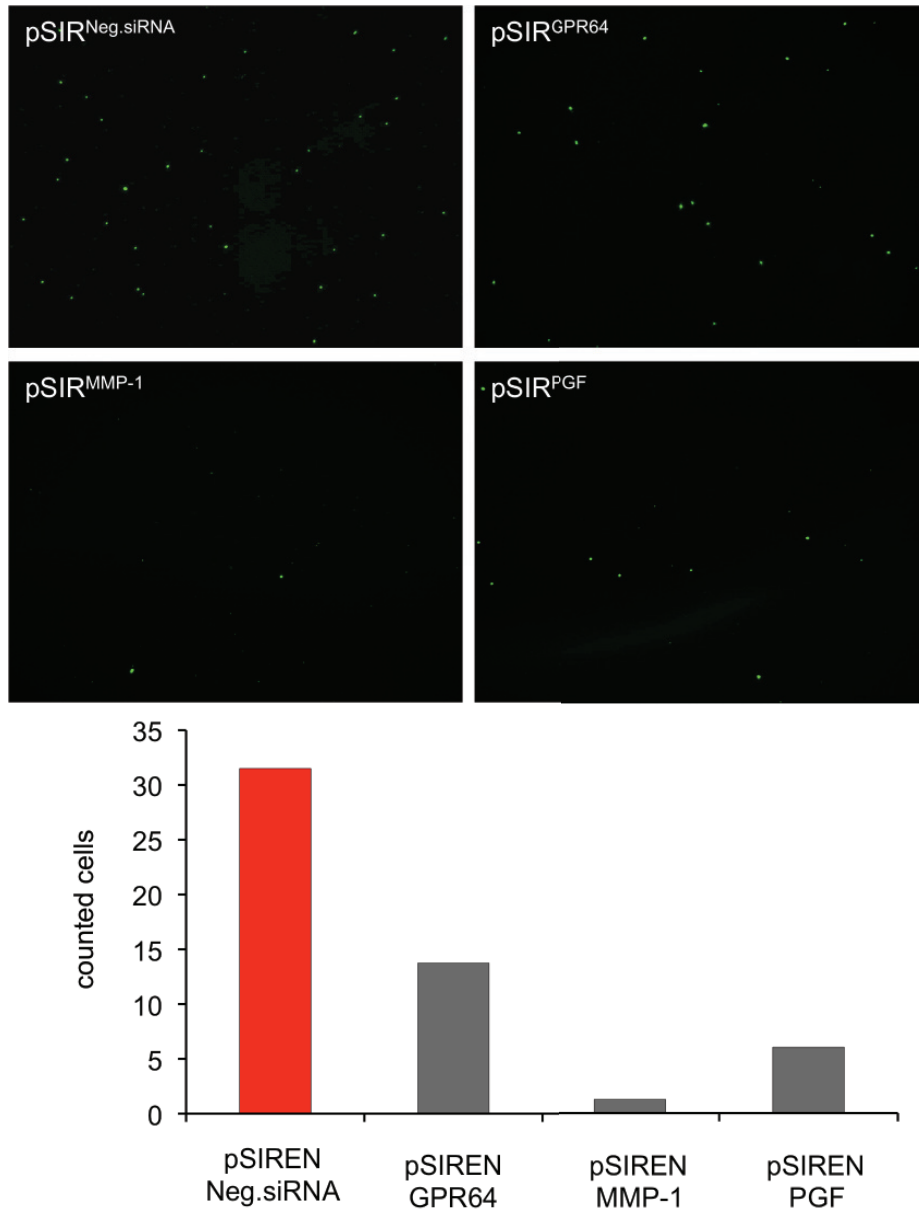 pSIR^Neg.siRNA
pSIR^GPR64
pSIR^MMP-1
pSIR^PGF
35
30
25
20
15
10
5
0
counted cells
pSIREN
Neg.siRNA
pSIREN
GPR64
pSIREN
MMP-1
pSIREN
PGF